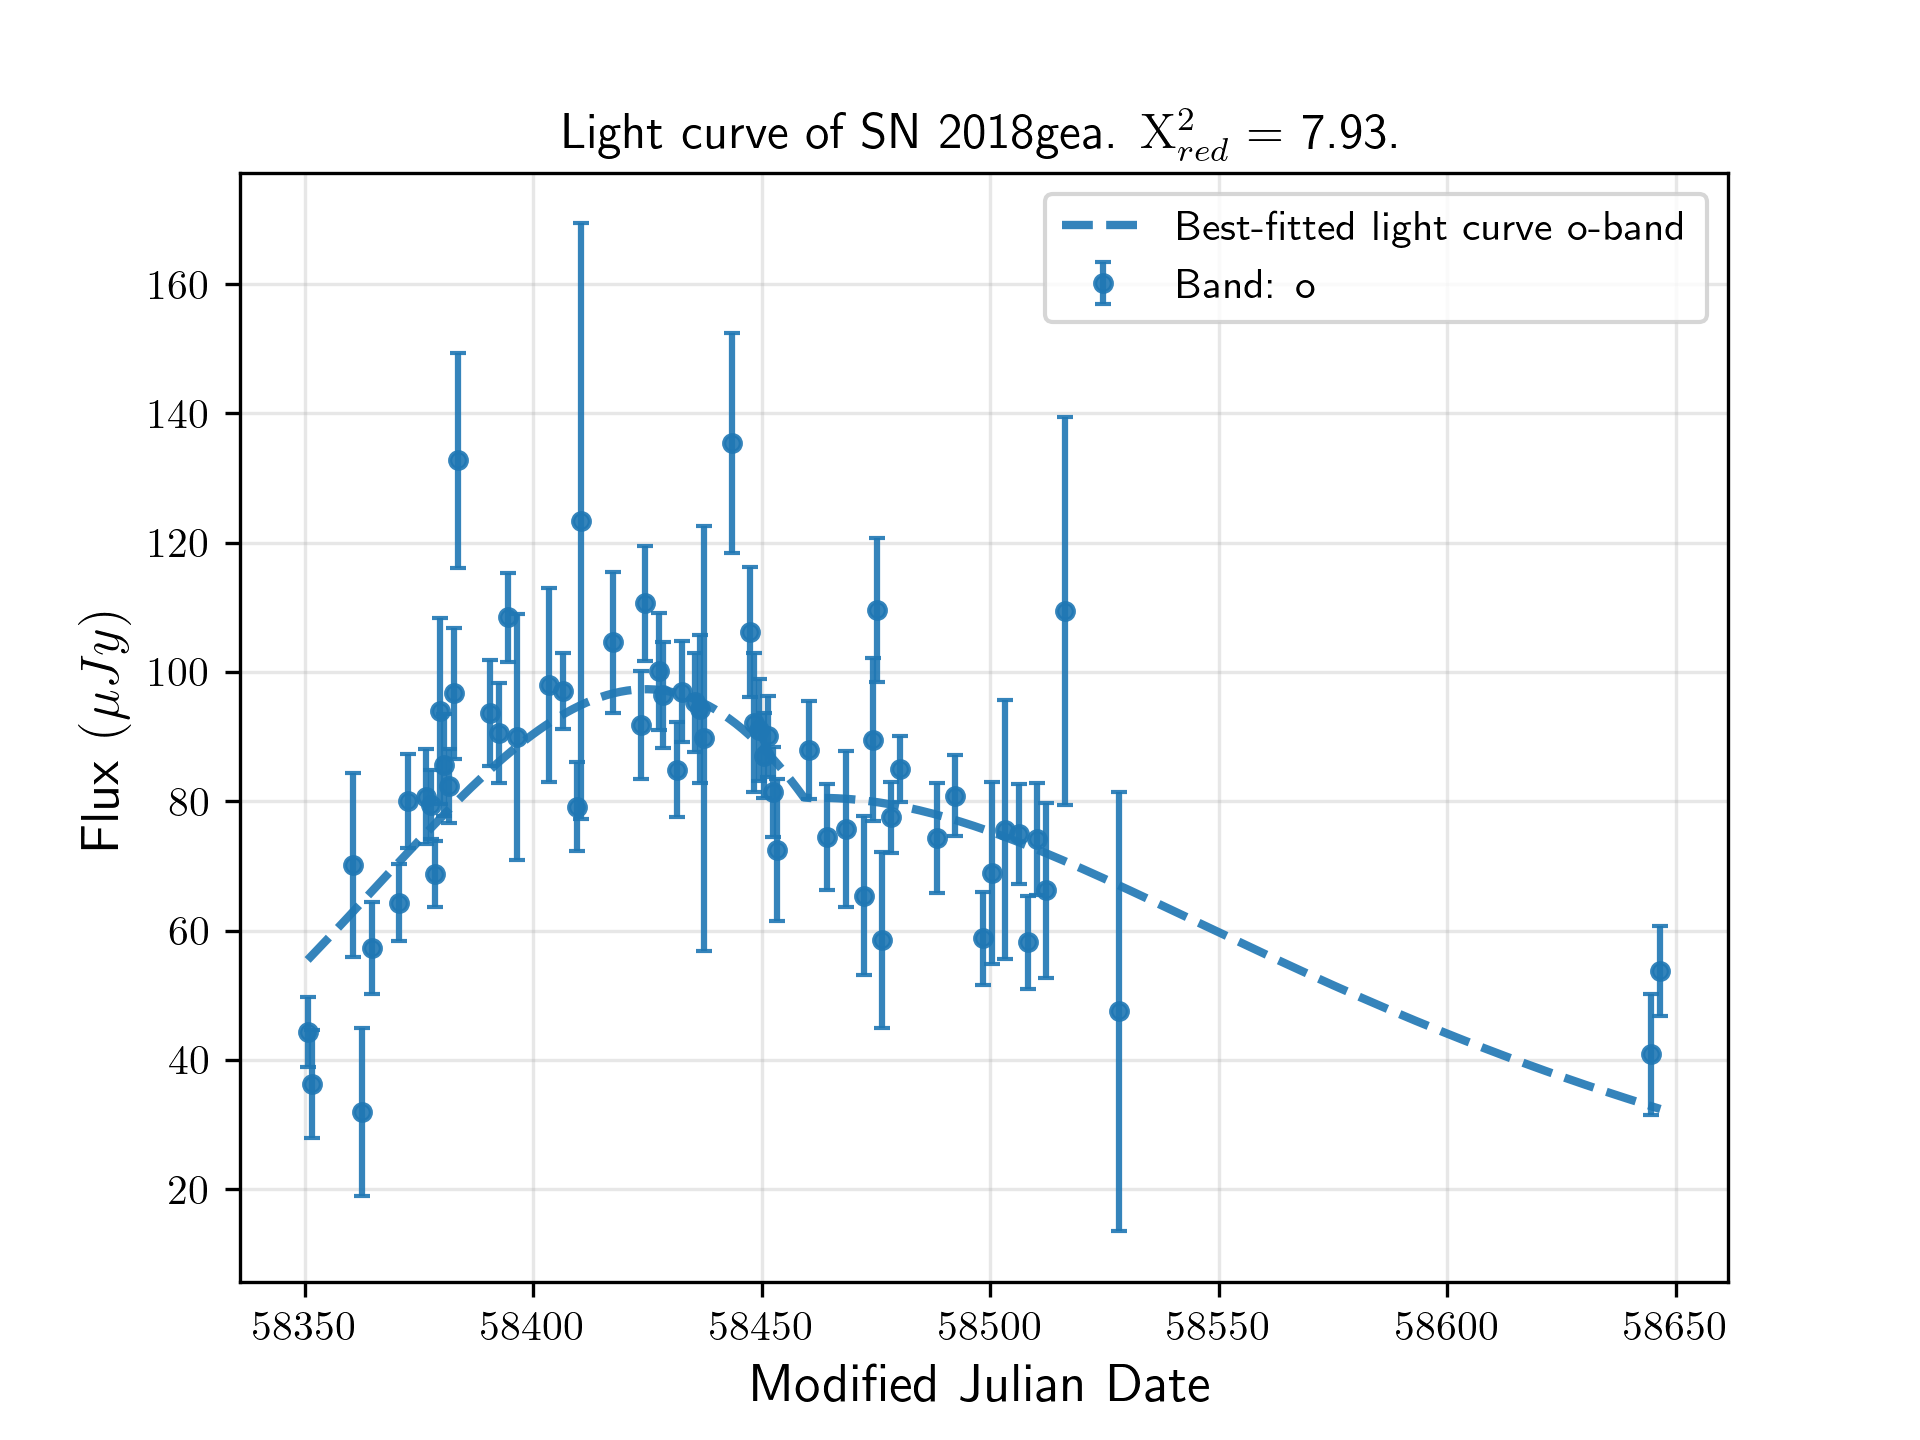 Light curve of SN 2018gea. X²_red = 7.93.
Best-fitted light curve o-band
Band: o
160
140
120
100
80
60
40
20
Flux (μJy)
58350 58400 58450 58500 58550 58600 58650
Modified Julian Date